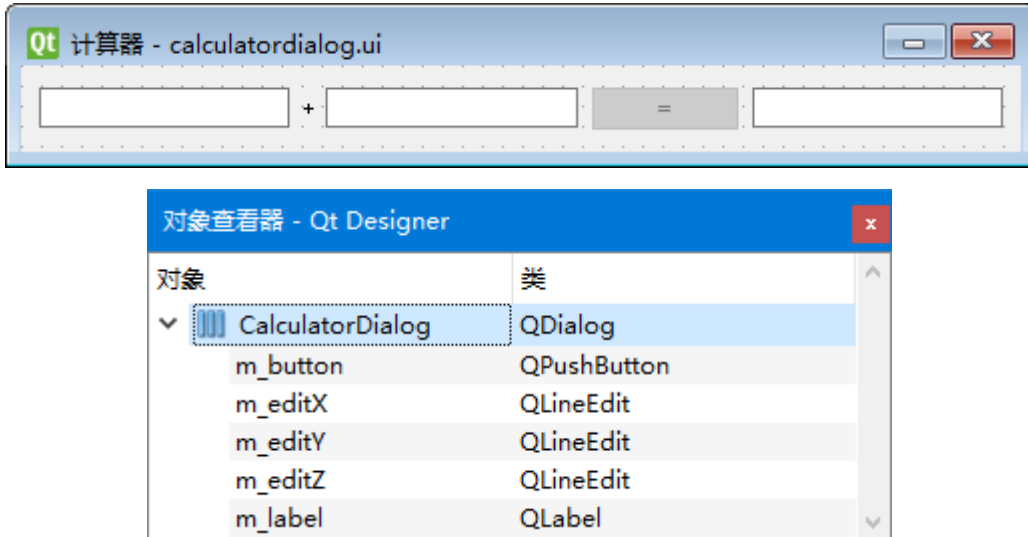 Qt 计算器 - calculatordialog.ui
+ =
对象查看器 - Qt Designer x
对象 类
CalculatorDialog QDialog
m_button QPushButton
m_editX QLineEdit
m_editY QLineEdit
m_editZ QLineEdit
m_label QLabel